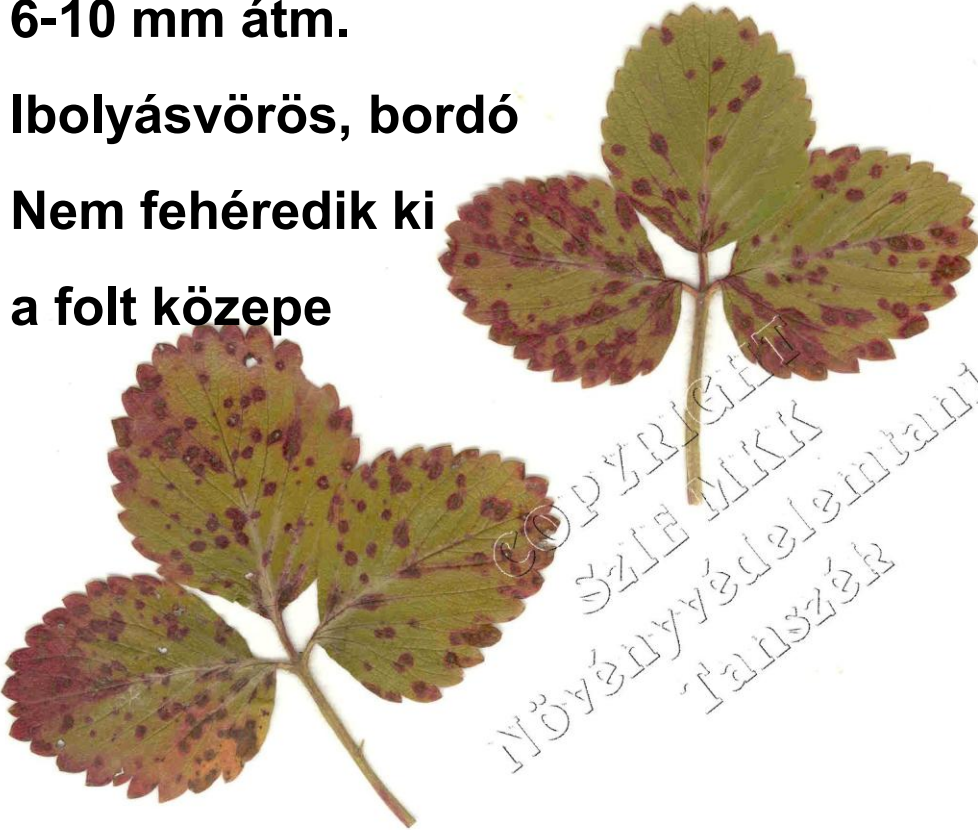 6-10 mm átm.
Ibolyásvörös, bordó
Nem fehéredik ki
a folt közepe
COPYRIGHT
SZIE MKK
Növényvédelemtani
Tanszék